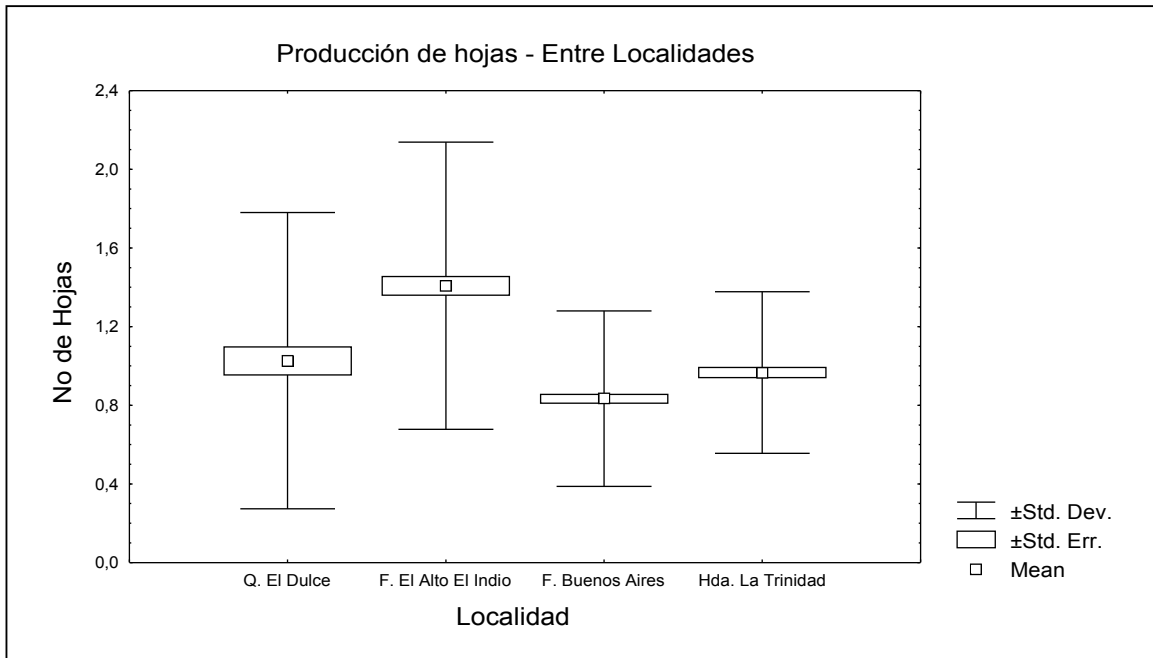 Producción de hojas - Entre Localidades
No de Hojas
2,4
2,0
1,6
1,2
0,8
0,4
0,0
Q. El Dulce
F. El Alto El Indio
F. Buenos Aires
Hda. La Trinidad
Localidad
±Std. Dev.
±Std. Err.
Mean